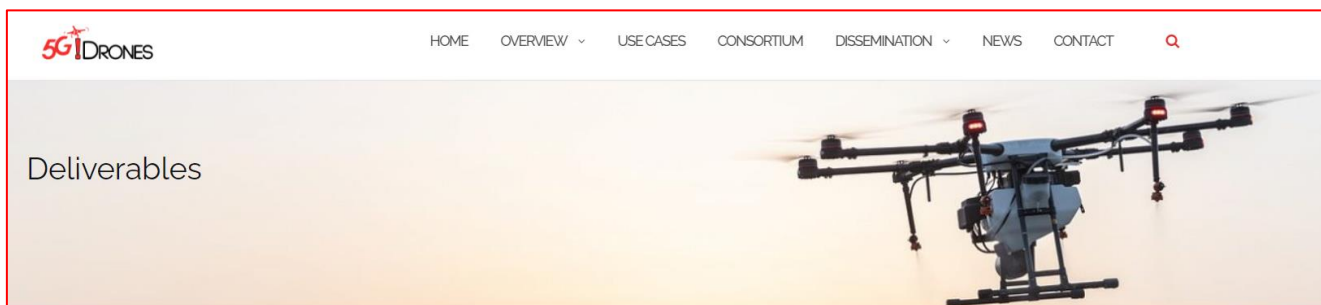 5G!DRONES
HOME OVERVIEW USE CASES CONSORTIUM DISSEMINATION NEWS CONTACT
Deliverables